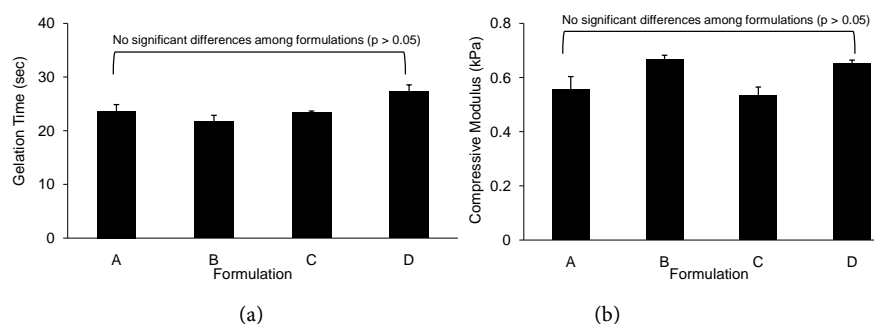 No significant differences among formulations (p > 0.05)
Gelation Time (sec)
40
30
20
10
0
A B C D
Formulation
(a)
No significant differences among formulations (p > 0.05)
Compressive Modulus (kPa)
0.8
0.6
0.4
0.2
0
A B C D
Formulation
(b)